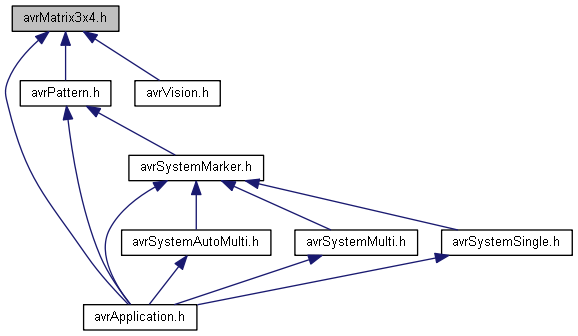 avrMatrix3x4.h
avrPattern.h
avrVision.h
avrSystemMarker.h
avrSystemAutoMulti.h
avrSystemMulti.h
avrSystemSingle.h
avrApplication.h